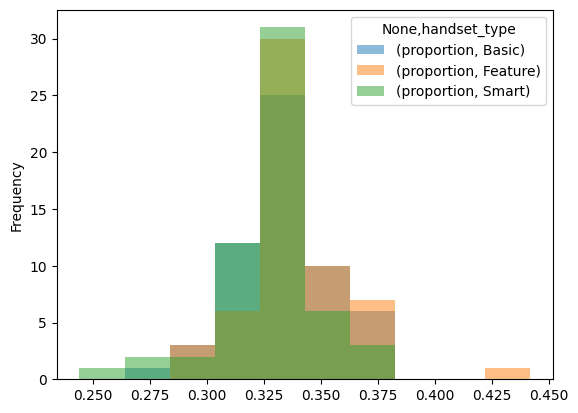 None,handset_type
(proportion, Basic)
(proportion, Feature)
(proportion, Smart)
30
25
20
15
10
5
0
Frequency
0.250 0.275 0.300 0.325 0.350 0.375 0.400 0.425 0.450